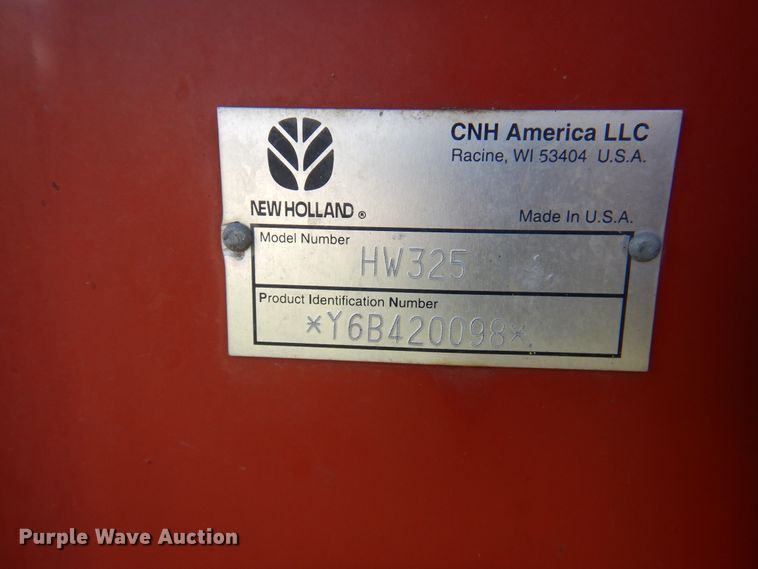 CNH America LLC
Racine, WI 53404 U.S.A.
NEW HOLLAND ®
Made In U.S.A.
Model Number
HW325
Product Identification Number
*Y6B420098*
Purple Wave Auction